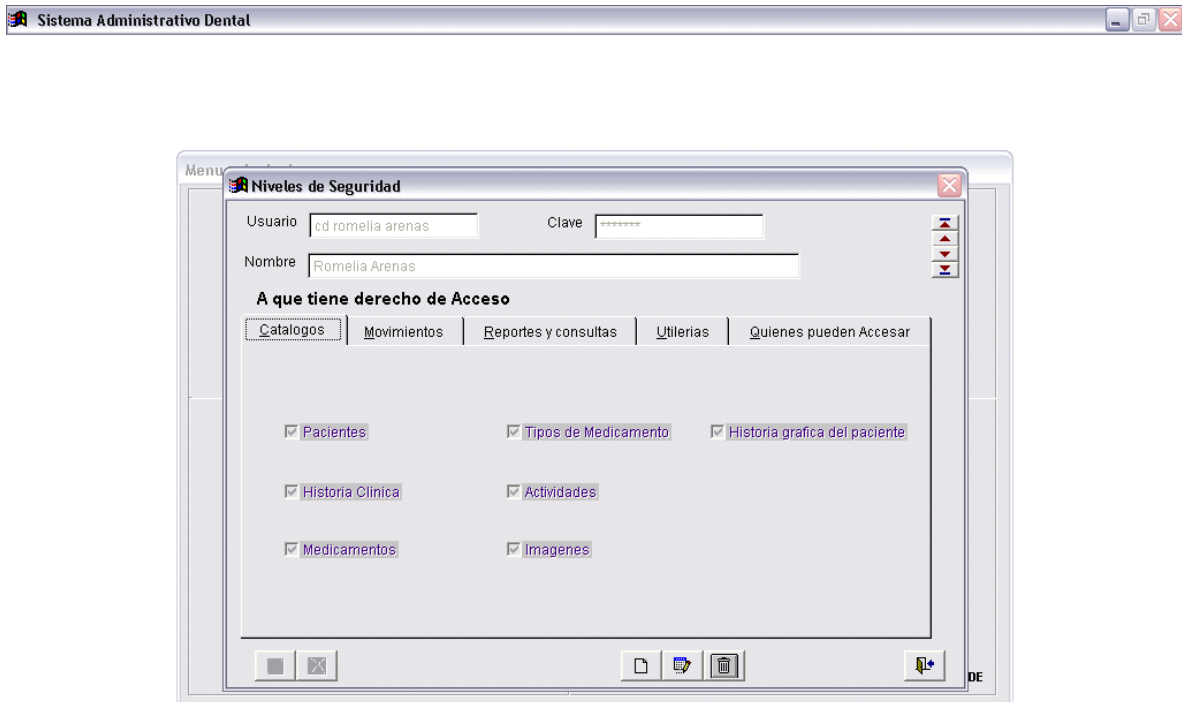 Sistema Administrativo Dental
Menu
Niveles de Seguridad
Usuario cd romelia arenas Clave *******
Nombre Romelia Arenas
A que tiene derecho de Acceso
Catalogos Movimientos Reportes y consultas Utilerias Quienes pueden Accesar
Pacientes Tipos de Medicamento Historia grafica del paciente
Historia Clinica Actividades
Medicamentos Imagenes
DE